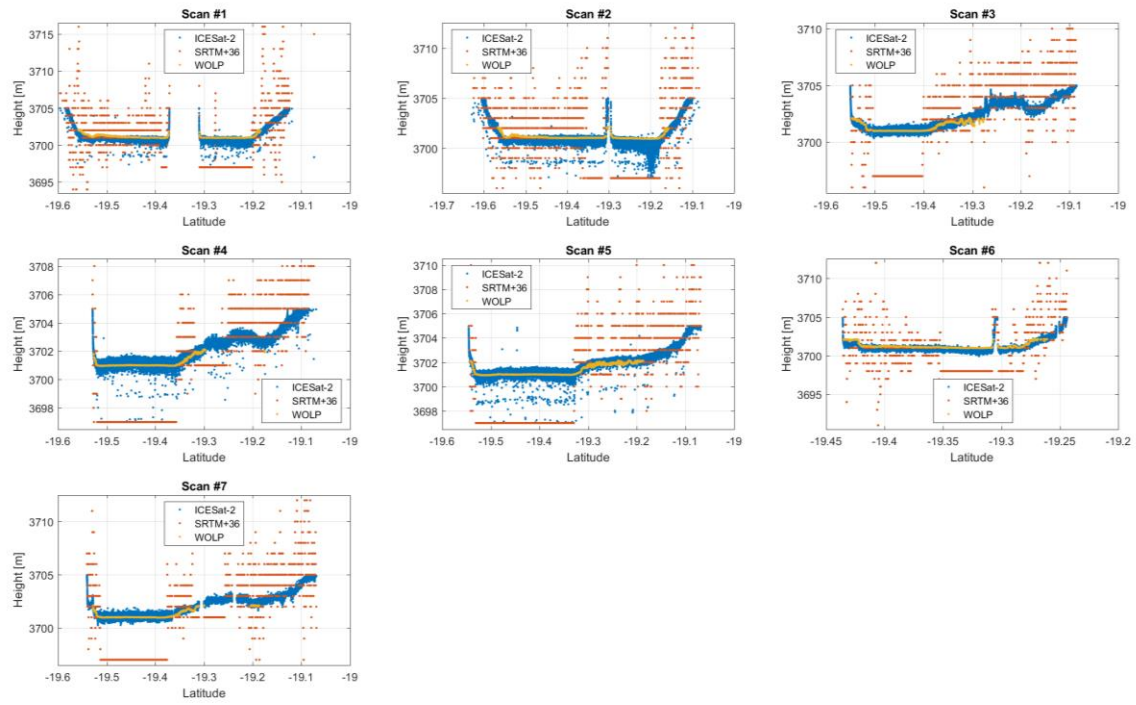 Scan #1
Height [m]
3715
3710
3705
3700
3695
ICESat-2
SRTM+36
WOLP
-19.6 -19.5 -19.4 -19.3 -19.2 -19.1 -19
Latitude
Scan #2
Height [m]
3710
3705
3700
ICESat-2
SRTM+36
WOLP
-19.7 -19.6 -19.5 -19.4 -19.3 -19.2 -19.1 -19
Latitude
Scan #3
Height [m]
3710
3705
3700
ICESat-2
SRTM+36
WOLP
-19.6 -19.5 -19.4 -19.3 -19.2 -19.1 -19
Latitude
Scan #4
Height [m]
3708
3706
3704
3702
3700
3698
ICESat-2
SRTM+36
WOLP
-19.6 -19.5 -19.4 -19.3 -19.2 -19.1 -19
Latitude
Scan #5
Height [m]
3710
3708
3706
3704
3702
3700
3698
ICESat-2
SRTM+36
WOLP
-19.6 -19.5 -19.4 -19.3 -19.2 -19.1 -19
Latitude
Scan #6
Height [m]
3710
3705
3700
3695
ICESat-2
SRTM+36
WOLP
-19.45 -19.4 -19.35 -19.3 -19.25 -19.2
Latitude
Scan #7
Height [m]
3710
3705
3700
ICESat-2
SRTM+36
WOLP
-19.6 -19.5 -19.4 -19.3 -19.2 -19.1 -19
Latitude